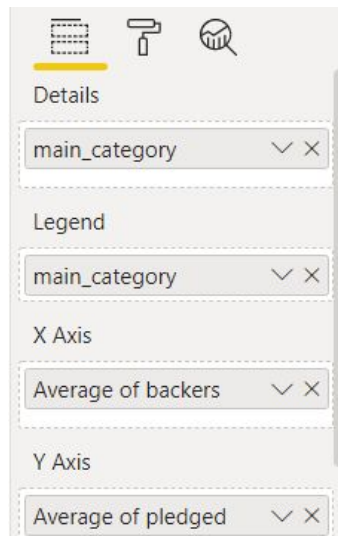 Details
main_category
Legend
main_category
X Axis
Average of backers
Y Axis
Average of pledged